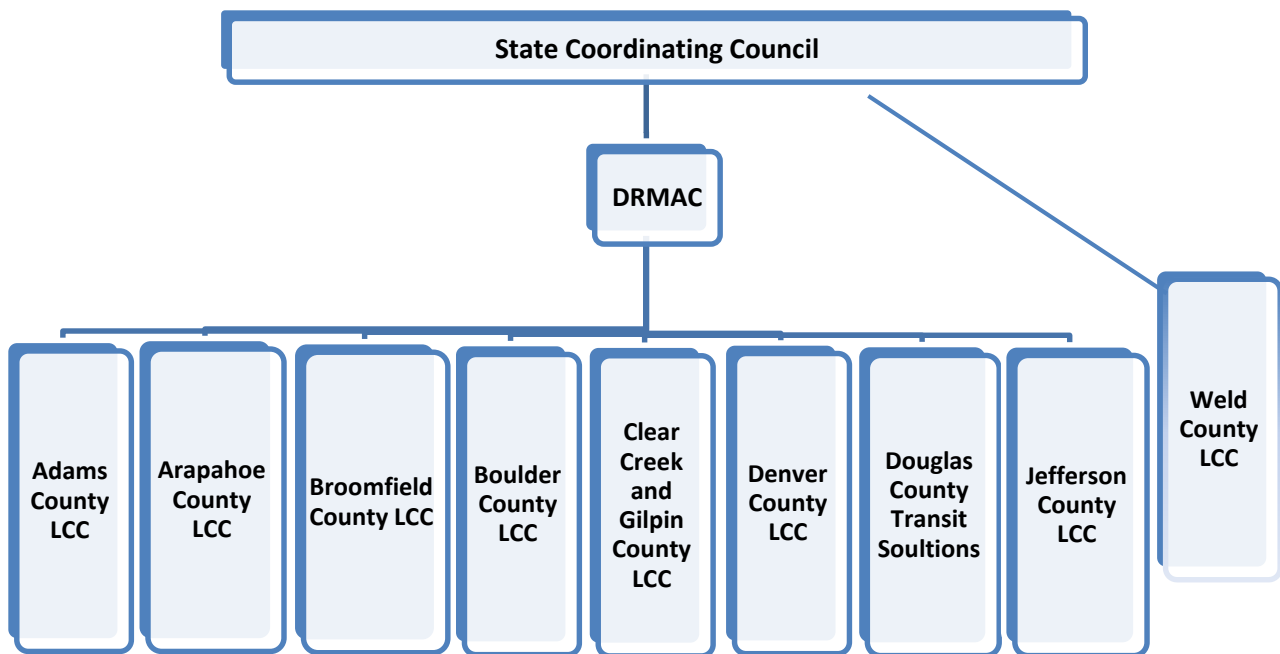 State Coordinating Council
DRMAC
Adams
County
LCC
Arapahoe
County
LCC
Broomfield
County LCC
Boulder
County
LCC
Clear
Creek
and
Gilpin
County
LCC
Denver
County
LCC
Douglas
County
Transit
Soultions
Jefferson
County
LCC
Weld
County
LCC